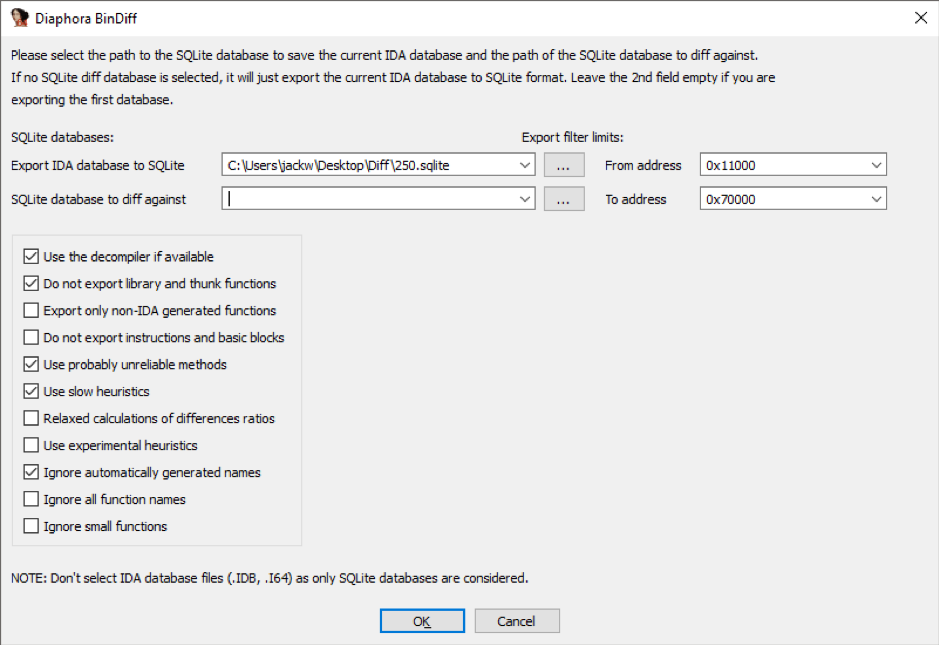 Diaphora BinDiff
Please select the path to the SQLite database to save the current IDA database and the path of the SQLite database to diff against.
If no SQLite diff database is selected, it will just export the current IDA database to SQLite format. Leave the 2nd field empty if you are
exporting the first database.
SQLite databases: Export filter limits:
Export IDA database to SQLite C:\Users\jackw\Desktop\Diff\250.sqlite ... From address 0x11000
SQLite database to diff against ... To address 0x70000
Use the decompiler if available
Do not export library and thunk functions
Export only non-IDA generated functions
Do not export instructions and basic blocks
Use probably unreliable methods
Use slow heuristics
Relaxed calculations of differences ratios
Use experimental heuristics
Ignore automatically generated names
Ignore all function names
Ignore small functions
NOTE: Don't select IDA database files (.IDB, .I64) as only SQLite databases are considered.
OK Cancel